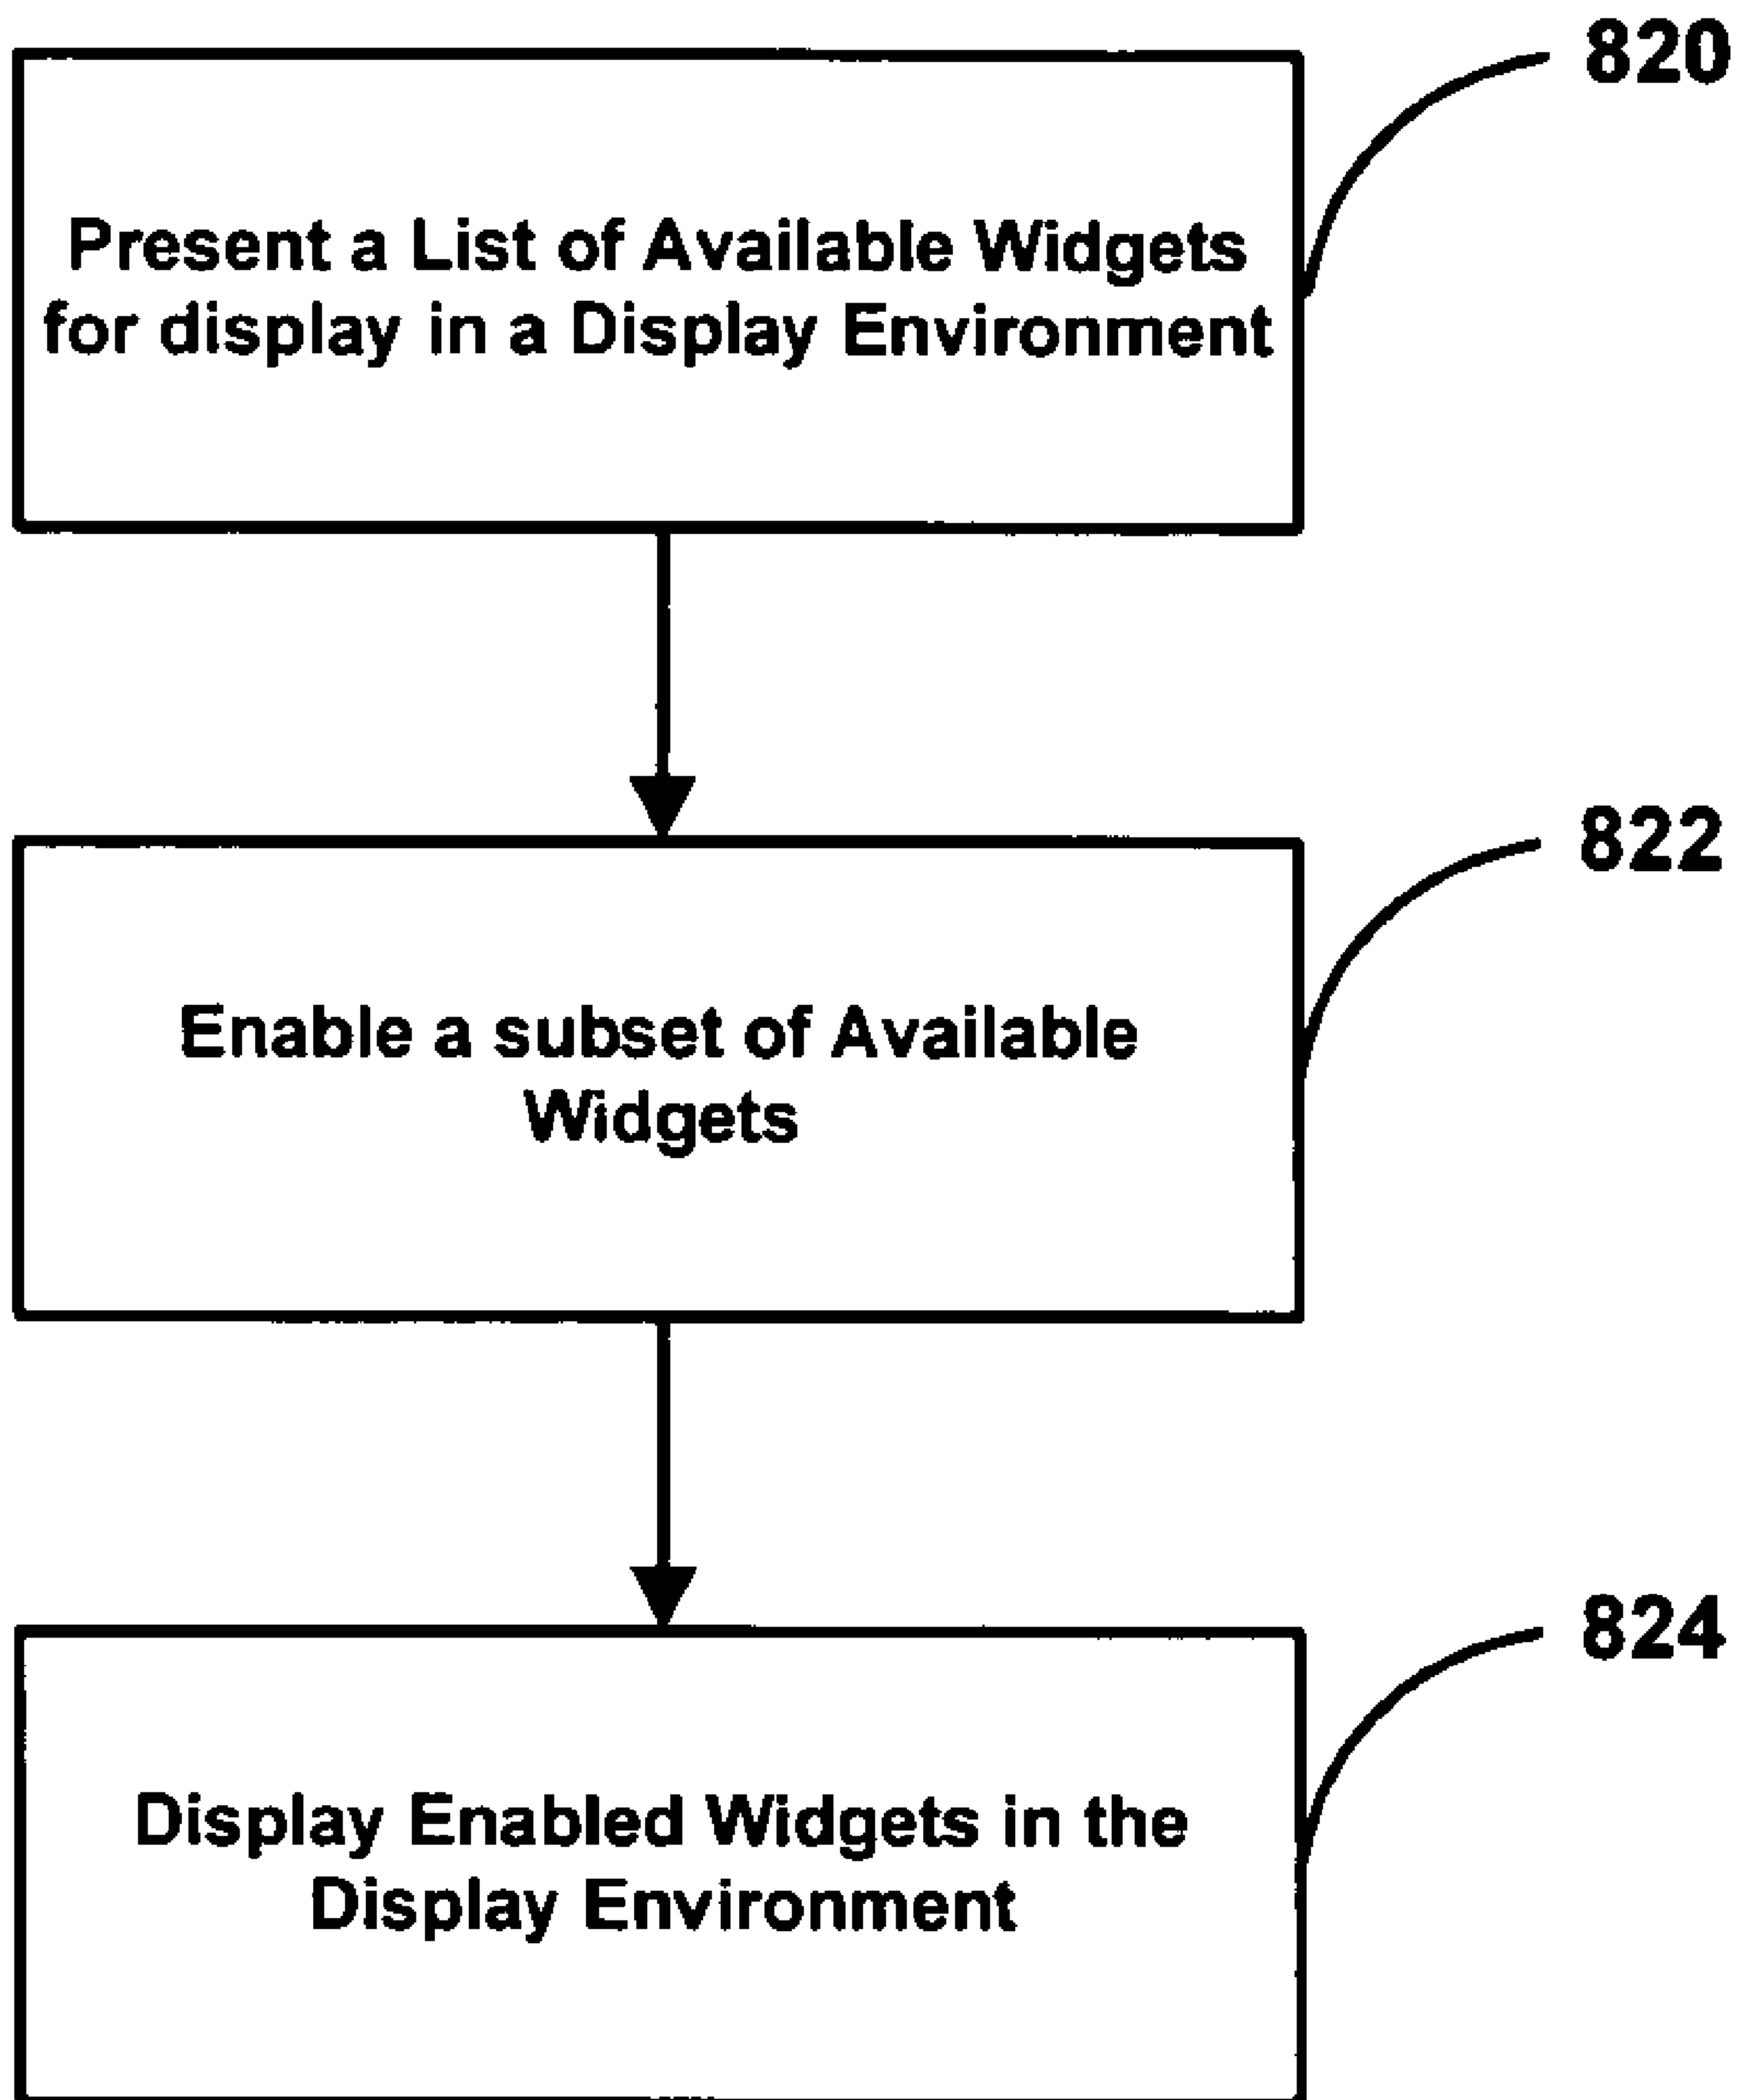 820
Present a List of Available Widgets
for display in a Display Environment
822
Enable a subset of Available
Widgets
824
Display Enabled Widgets in the
Display Environment